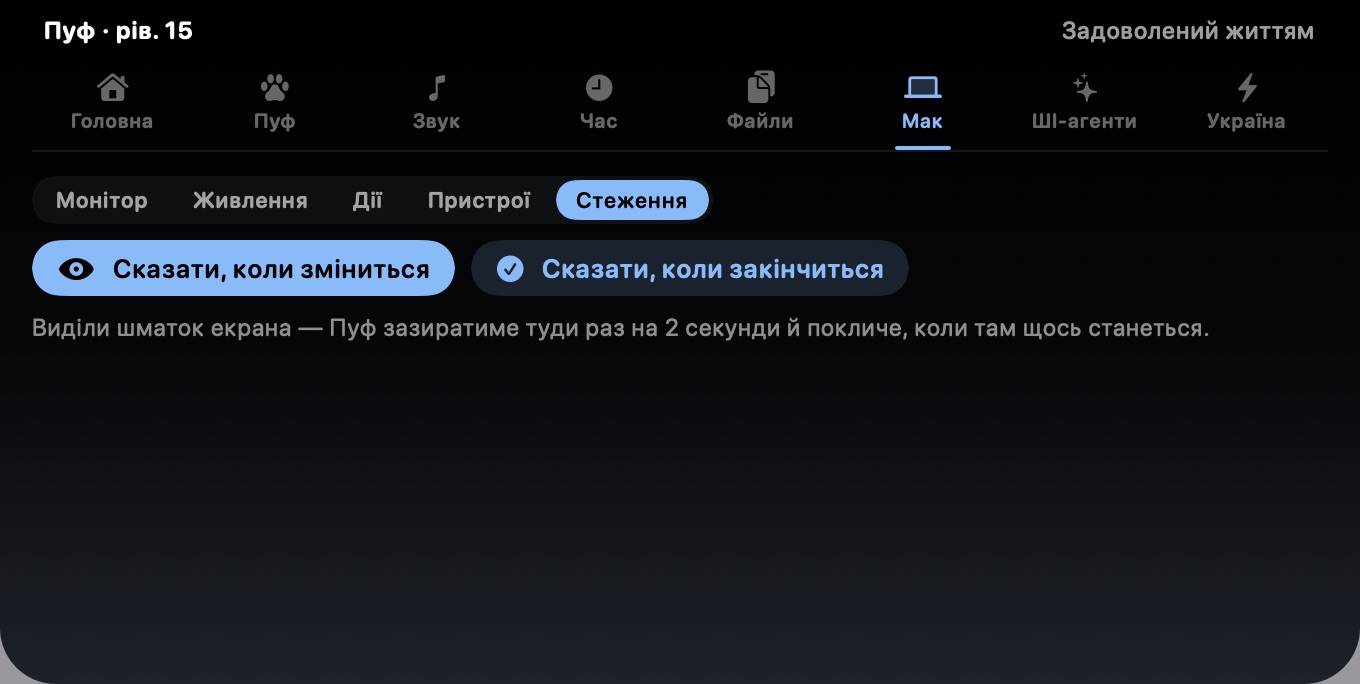 Пуф · рів. 15
Задоволений життям
Головна
Пуф
Звук
Час
Файли
Мак
ШІ-агенти
Україна
Монітор
Живлення
Дії
Пристрої
Стеження
Сказати, коли зміниться
Сказати, коли закінчиться
Виділи шматок екрана — Пуф зазиратиме туди раз на 2 секунди й покличе, коли там щось станеться.